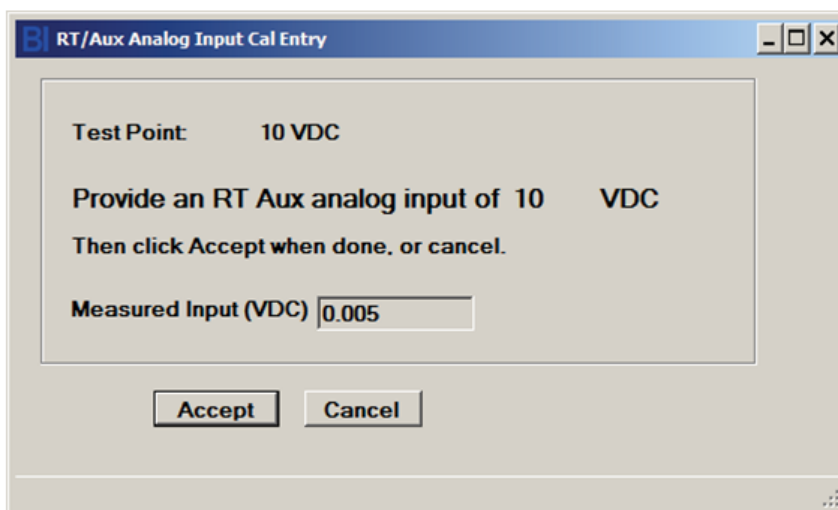 BI RT/Aux Analog Input Cal Entry
Test Point: 10 VDC
Provide an RT Aux analog input of 10 VDC
Then click Accept when done, or cancel.
Measured Input (VDC) 0.005
Accept Cancel